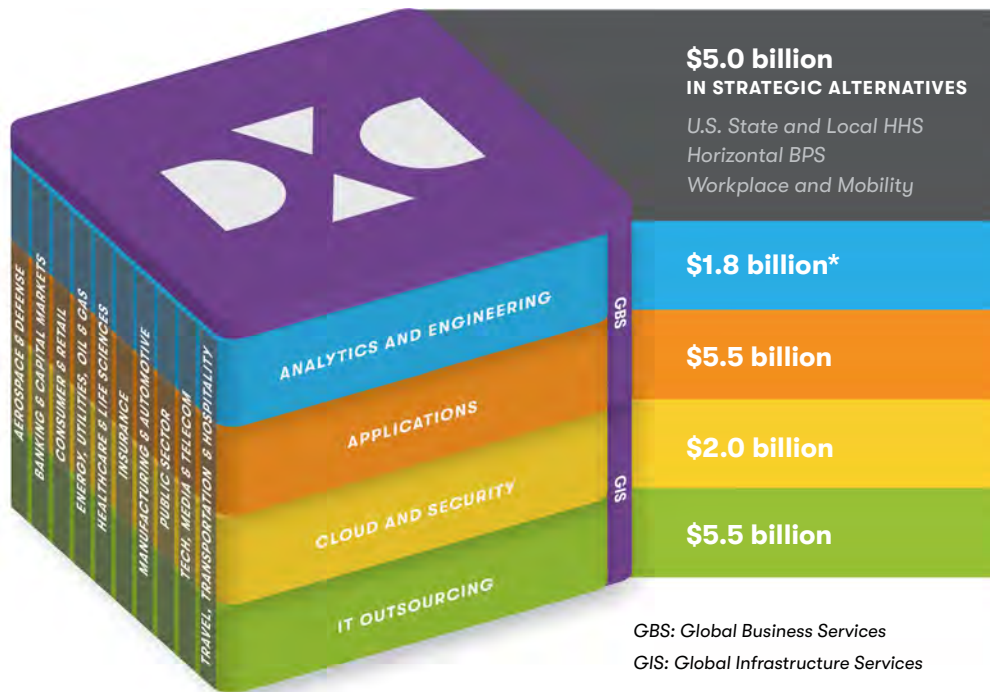 $5.0 billion
IN STRATEGIC ALTERNATIVES
U.S. State and Local HHS
Horizontal BPS
Workplace and Mobility
DXC
AEROSPACE & DEFENSE
BANKING & CAPITAL MARKETS
CONSUMER & RETAIL
ENERGY, UTILITIES, OIL & GAS
HEALTHCARE & LIFE SCIENCES
INSURANCE
MANUFACTURING & AUTOMOTIVE
PUBLIC SECTOR
TECH, MEDIA & TELECOM
TRAVEL, TRANSPORTATION & HOSPITALITY
ANALYTICS AND ENGINEERING
GBS
$1.8 billion*
APPLICATIONS
$5.5 billion
CLOUD AND SECURITY
GIS
$2.0 billion
IT OUTSOURCING
$5.5 billion
GBS: Global Business Services
GIS: Global Infrastructure Services